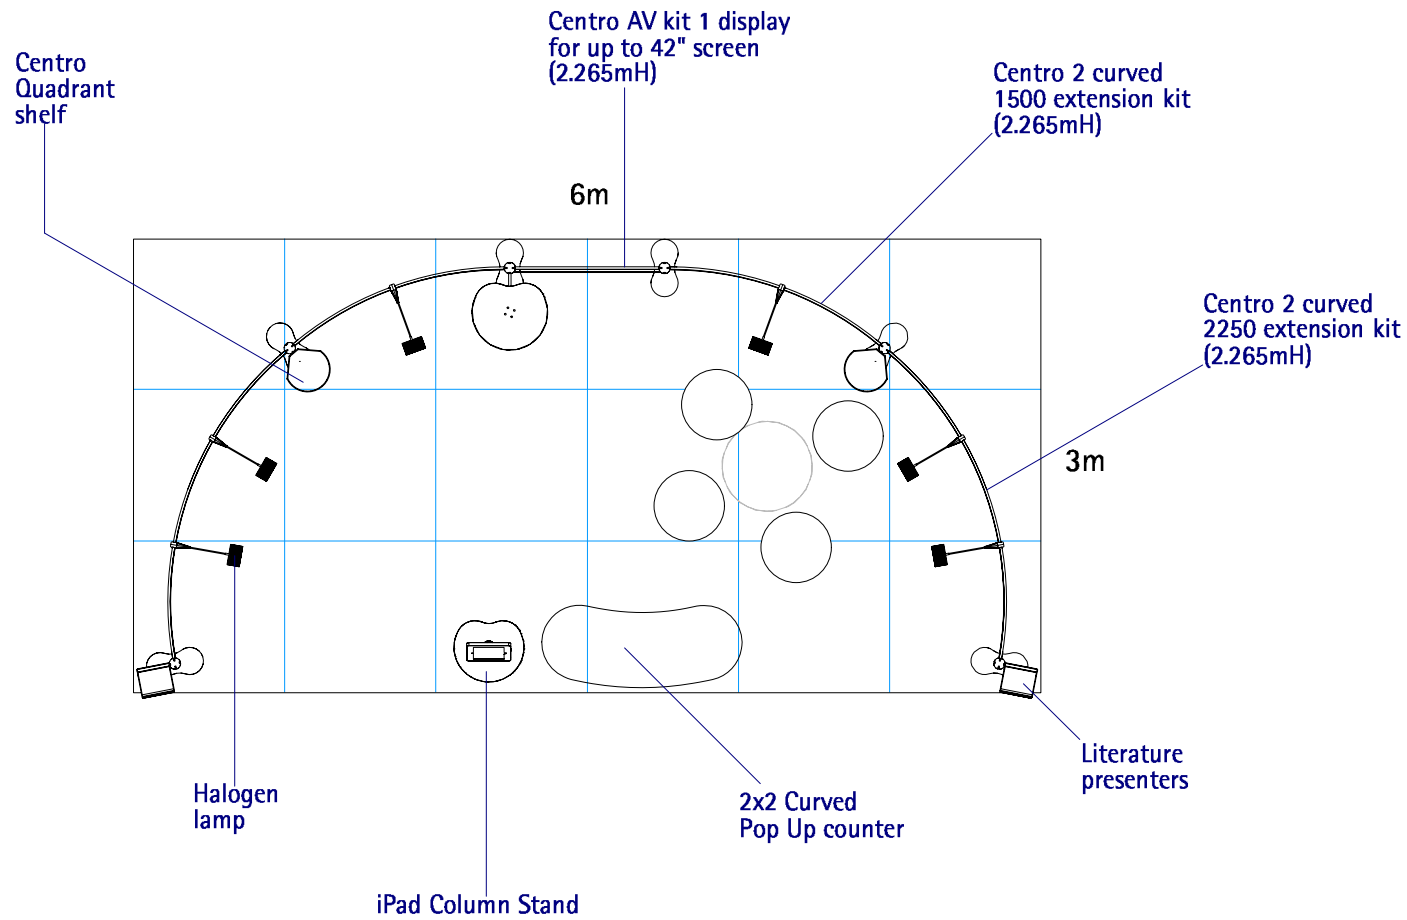 Centro AV kit 1 display
for up to 42" screen
(2.265mH)
Centro
Quadrant
shelf
Centro 2 curved
1500 extension kit
(2.265mH)
6m
Centro 2 curved
2250 extension kit
(2.265mH)
3m
Literature
presenters
Halogen
lamp
2x2 Curved
Pop Up counter
iPad Column Stand